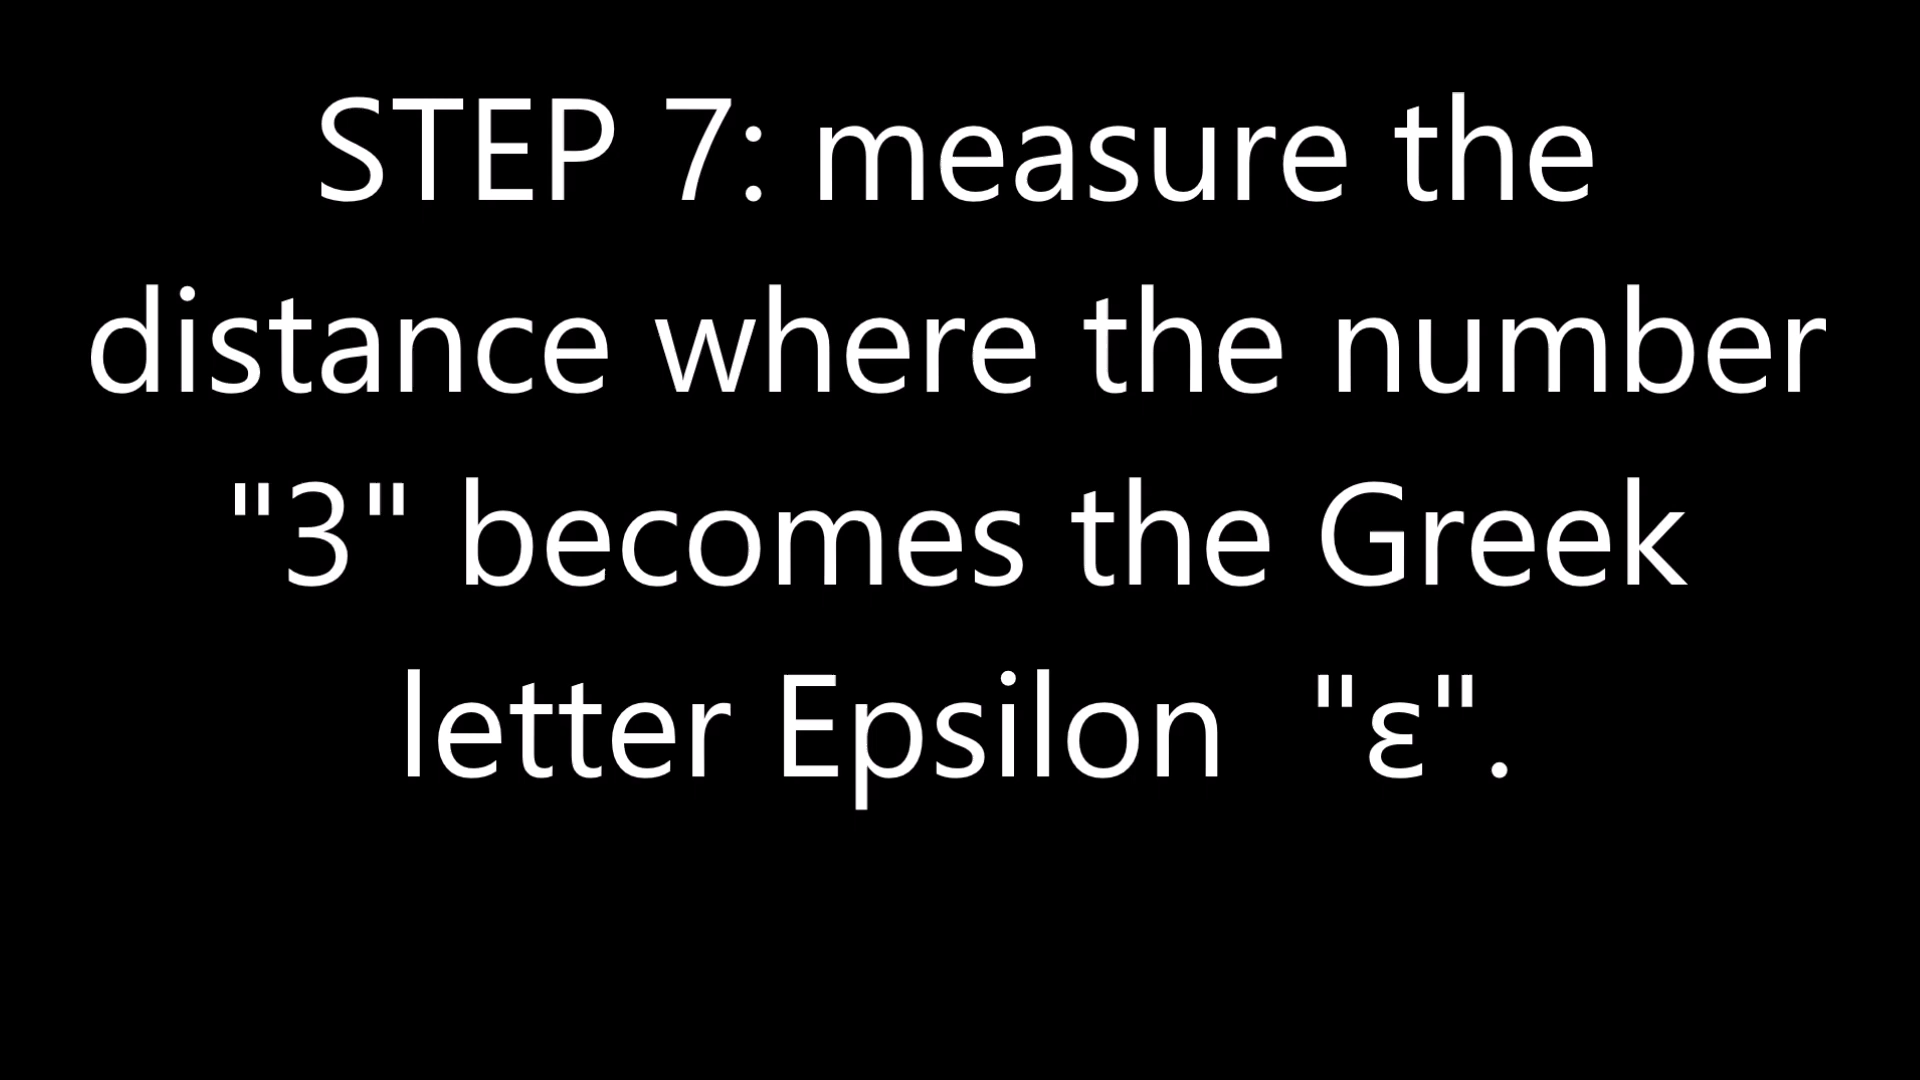 STEP 7: measure the
distance where the number
"3" becomes the Greek
letter Epsilon  "ε".